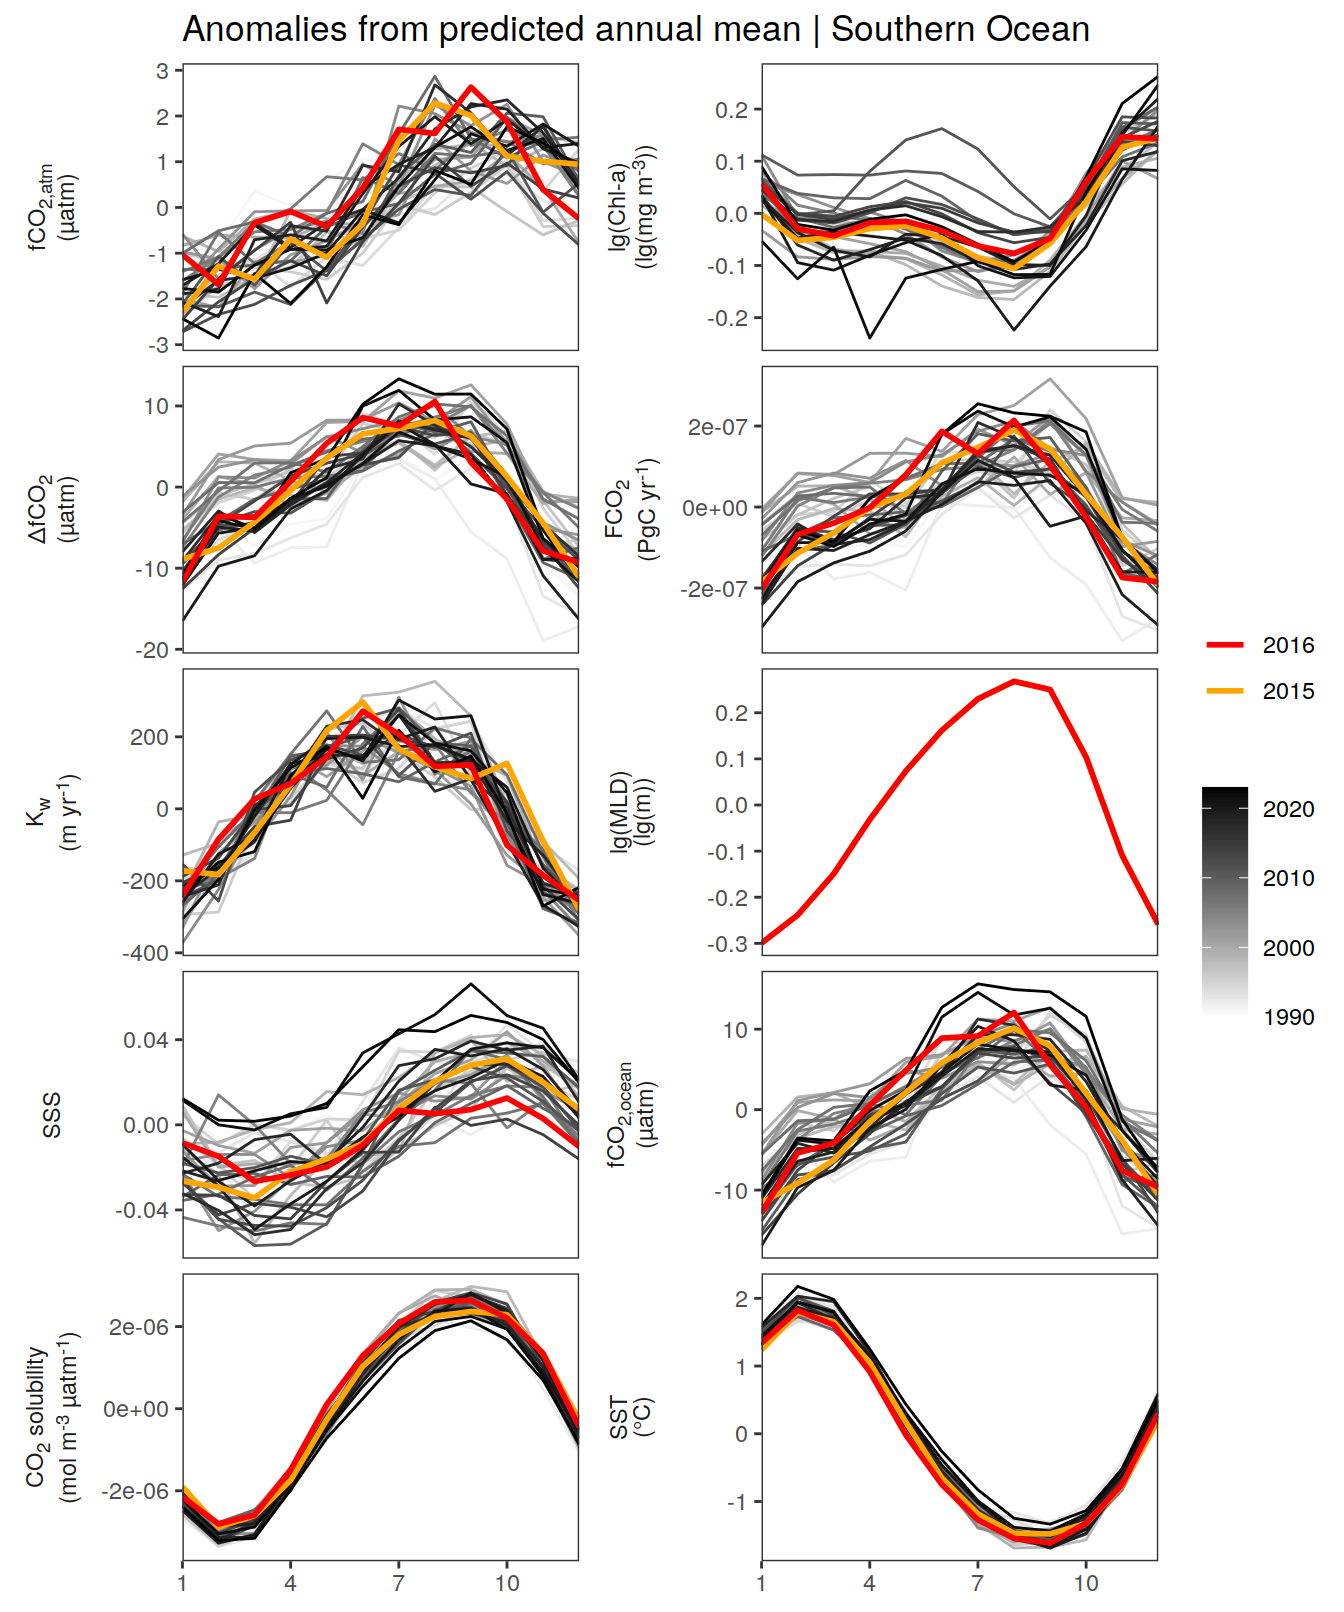 Anomalies from predicted annual mean | Southern Ocean
fCO2,atm
(µatm)
3
2
1
0
-1
-2
-3
lg(Chl-a)
(lg(mg m-3))
0.2
0.1
0.0
-0.1
-0.2
ΔfCO2
(µatm)
10
0
-10
-20
FCO2
(PgC yr-1)
2e-07
0e+00
-2e-07
Kw
(m yr-1)
200
0
-200
-400
lg(MLD)
(lg(m))
0.2
0.1
0.0
-0.1
-0.2
-0.3
SSS
0.04
0.00
-0.04
fCO2,ocean
(µatm)
10
0
-10
CO2 solubility
(mol m-3 µatm-1)
2e-06
0e+00
-2e-06
1
4
7
10
SST
(°C)
2
1
0
-1
1
4
7
10
2016
2015
2020
2010
2000
1990